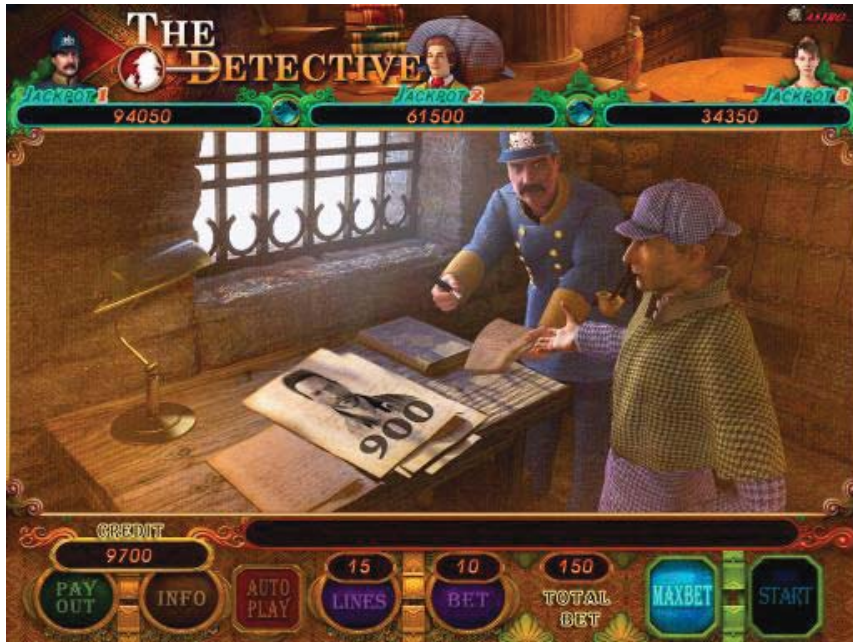 THE
DETECTIVE
ASTRO
JACKPOT 1
JACKPOT 2
JACKPOT 3
94050
61500
34350
900
CREDIT
9700
15
10
150
PAY
OUT
INFO
AUTO
PLAY
LINES
BET
TOTAL
BET
MAXBET
START